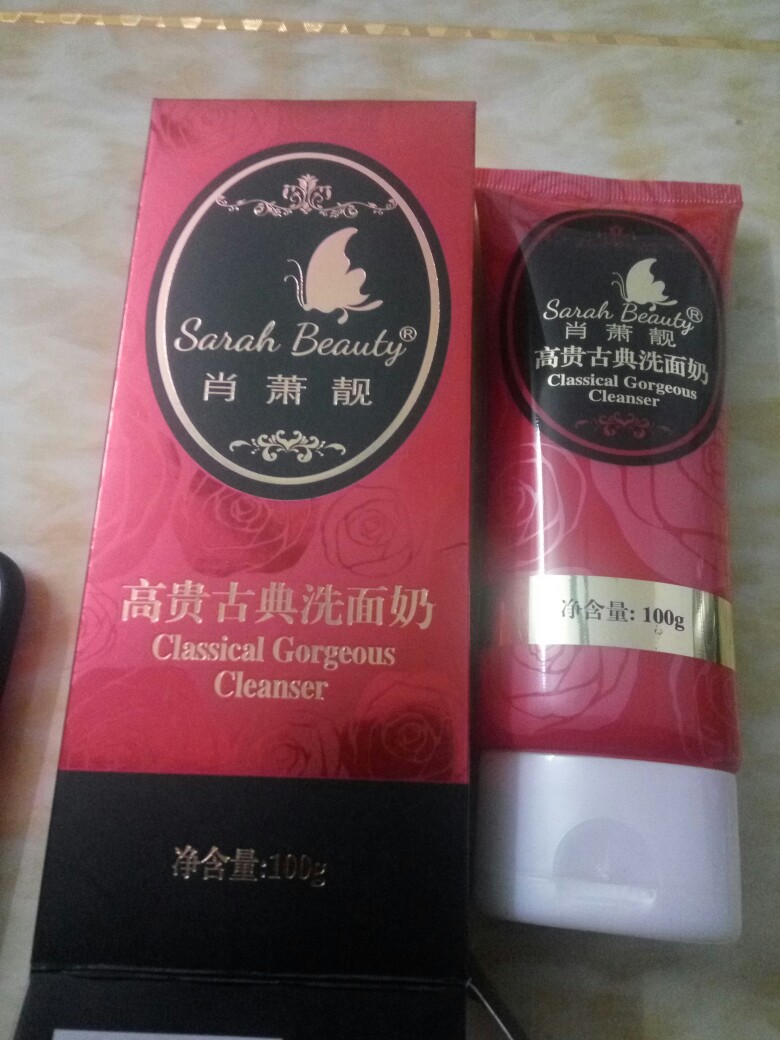 Sarah Beauty®
肖萧靓
高贵古典洗面奶
Classical Gorgeous
Cleanser
净含量:100g
Sarah Beauty®
肖萧靓
高贵古典洗面奶
Classical Gorgeous
Cleanser
净含量: 100g